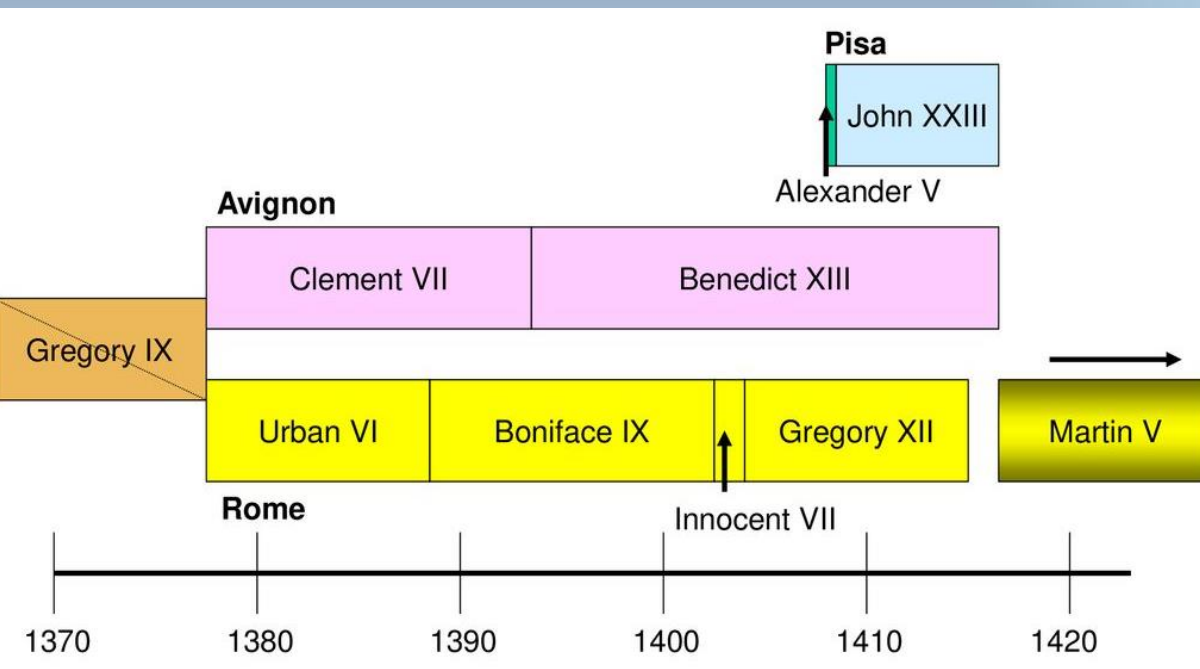 Pisa
John XXIII
Alexander V
Avignon
Clement VII
Benedict XIII
Gregory IX
Urban VI
Boniface IX
Gregory XII
Martin V
Rome
Innocent VII
1370
1380
1390
1400
1410
1420